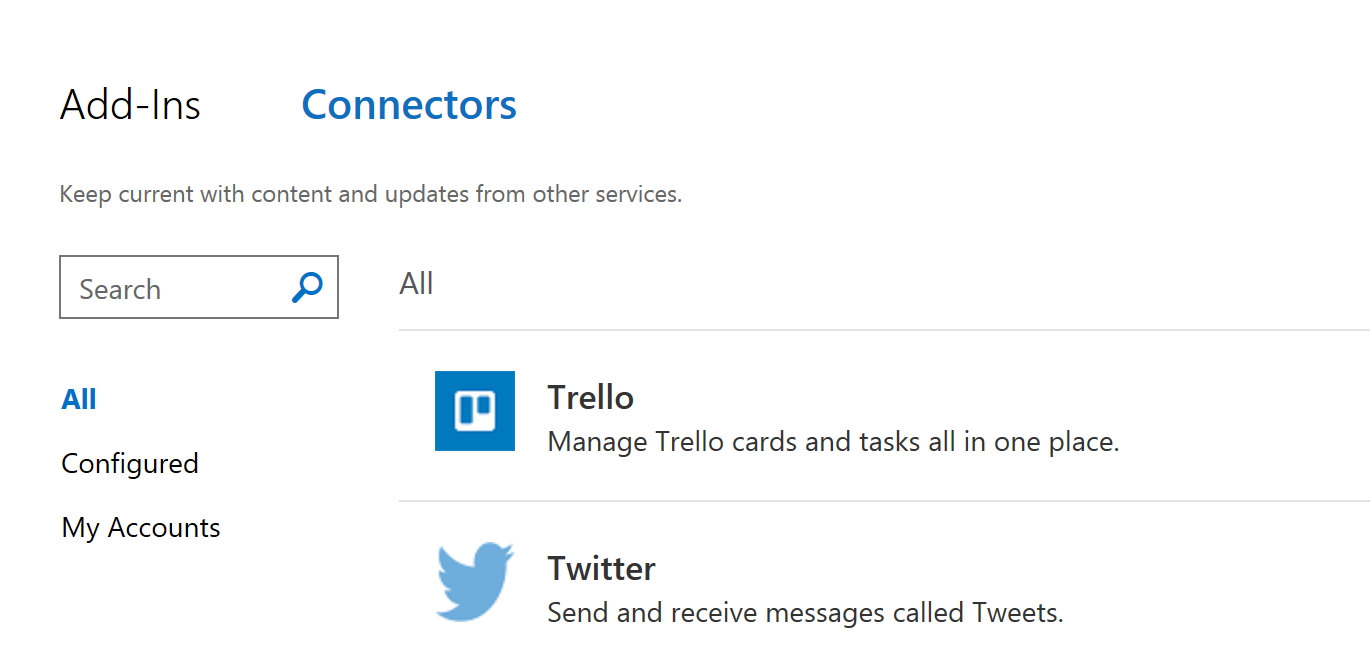 Add-Ins Connectors
Keep current with content and updates from other services.
Search
All
Configured
My Accounts
All
Trello
Manage Trello cards and tasks all in one place.
Twitter
Send and receive messages called Tweets.